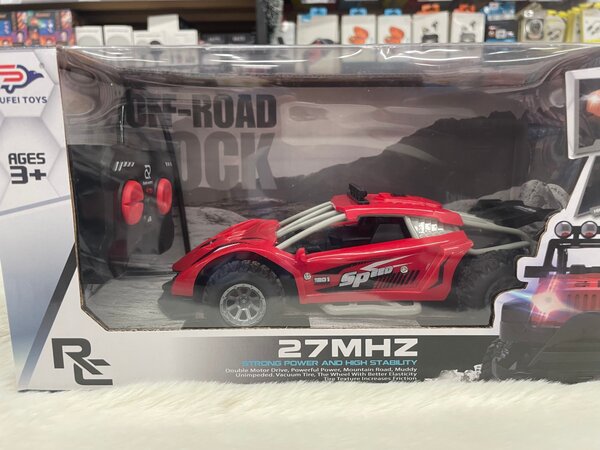 UFEI TOYS
AGES
3+
OFF-ROAD
OCK
SPEED
RC
27MHZ
STRONG POWER AND HIGH STABILITY
Double Motor Drive, Powerful Power, Mountain Road, Muddy
Unimpeded. Vacuum Tire, The Wheel With Better Elasticity
Tire Texture Increases Friction